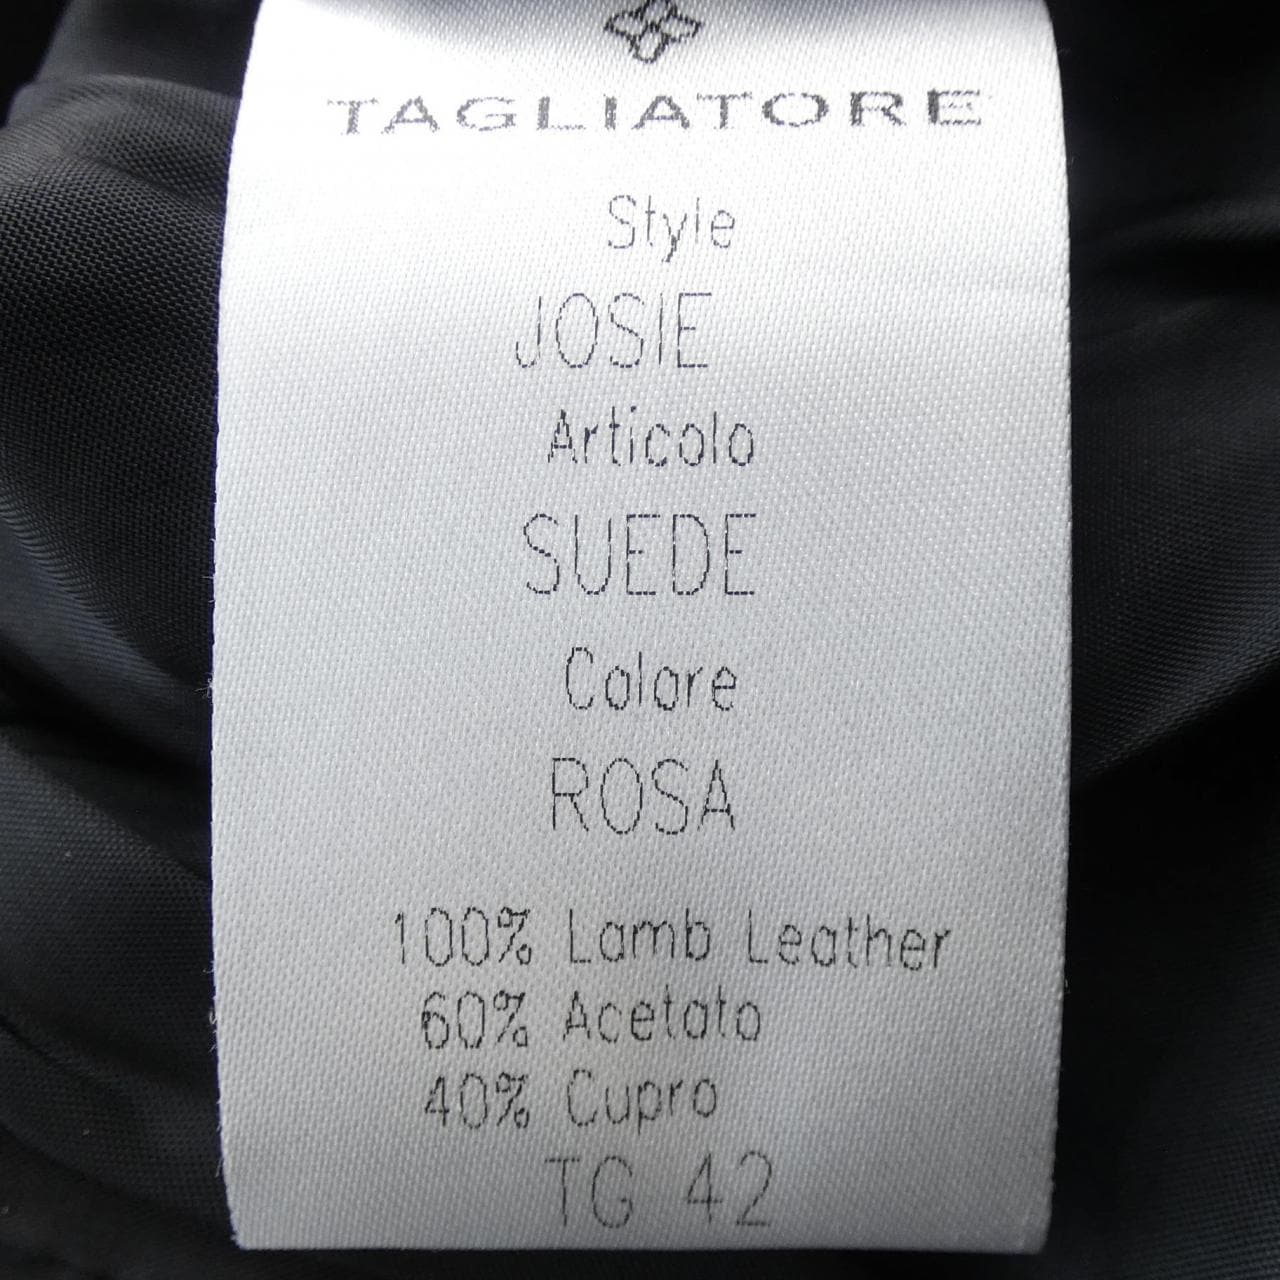 TAGLIATORE
Style
JOSIE
Articolo
SUEDE
Colore
ROSA
100% Lamb Leather
60% Acetato
40% Cupro
TG 42